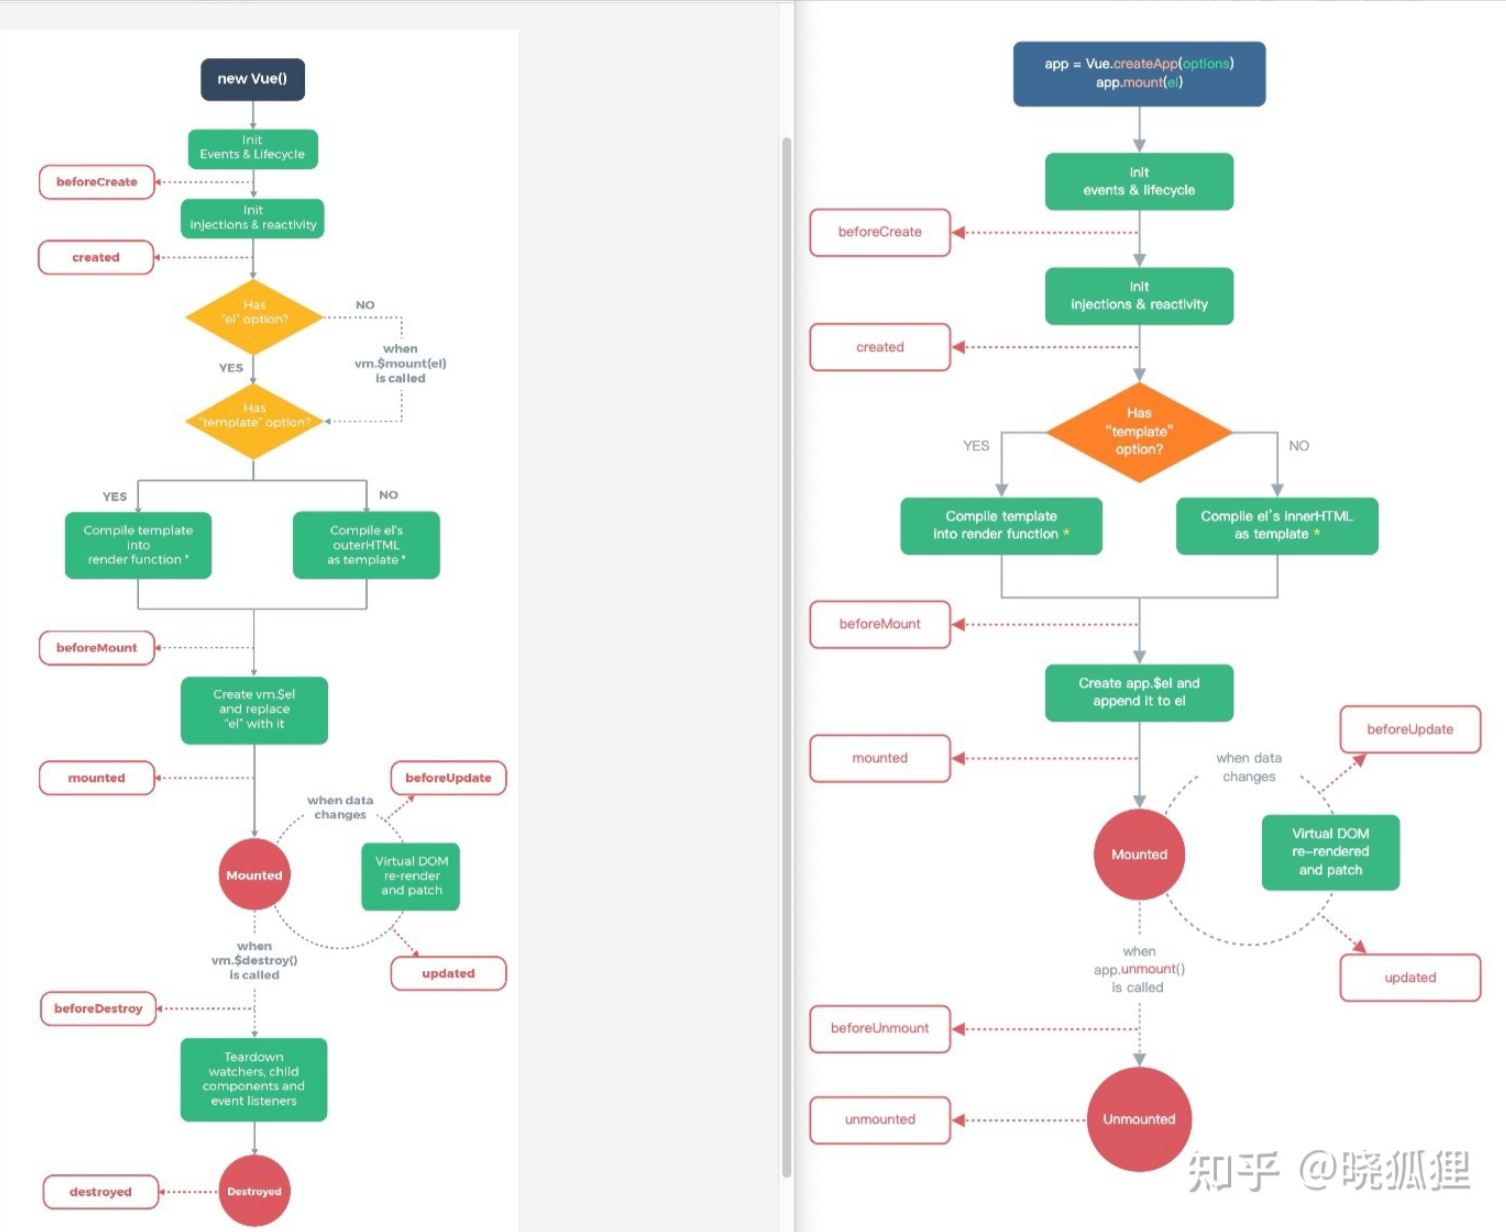 new Vue()
Init
Events & Lifecycle
beforeCreate
Init
injections & reactivity
created
Has
"el" option?
NO
when
vm.$mount(el)
is called
YES
Has
"template" option?
YES
NO
Compile template
into
render function *
Compile el's
outerHTML
as template *
beforeMount
Create vm.$el
and replace
"el" with it
mounted
beforeUpdate
when data
changes
Mounted
Virtual DOM
re-render
and patch
when
vm.$destroy()
is called
updated
beforeDestroy
Teardown
watchers, child
components and
event listeners
destroyed
Destroyed
app = Vue.createApp(options)
app.mount(el)
Init
events & lifecycle
beforeCreate
Init
injections & reactivity
created
Has
“template”
option?
YES
NO
Compile template
into render function *
Compile el’s innerHTML
as template *
beforeMount
Create app.$el and
append it to el
beforeUpdate
mounted
when data
changes
Mounted
Virtual DOM
re-rendered
and patch
when
app.unmount()
is called
updated
beforeUnmount
unmounted
Unmounted
知乎 @晓狐狸